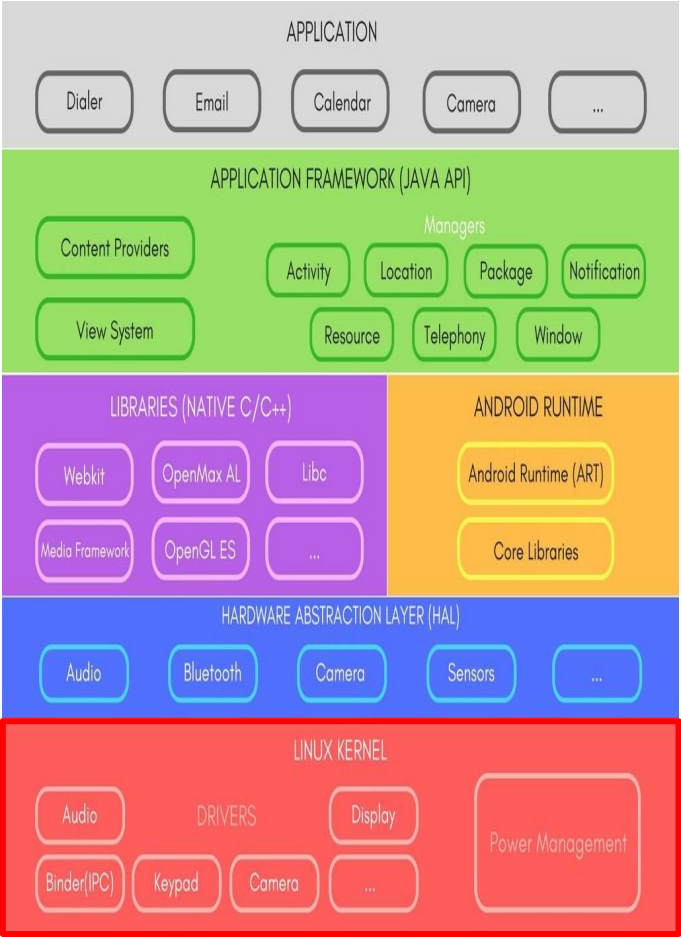 APPLICATION
Dialer
Email
Calendar
Camera
...
APPLICATION FRAMEWORK (JAVA API)
Managers
Content Providers
Activity
Location
Package
Notification
View System
Resource
Telephony
Window
LIBRARIES (NATIVE C/C++)
Webkit
OpenMax AL
Libc
Media Framework
OpenGL ES
...
ANDROID RUNTIME
Android Runtime (ART)
Core Libraries
HARDWARE ABSTRACTION LAYER (HAL)
Audio
Bluetooth
Camera
Sensors
...
LINUX KERNEL
Audio
DRIVERS
Display
Binder(IPC)
Keypad
Camera
...
Power Management